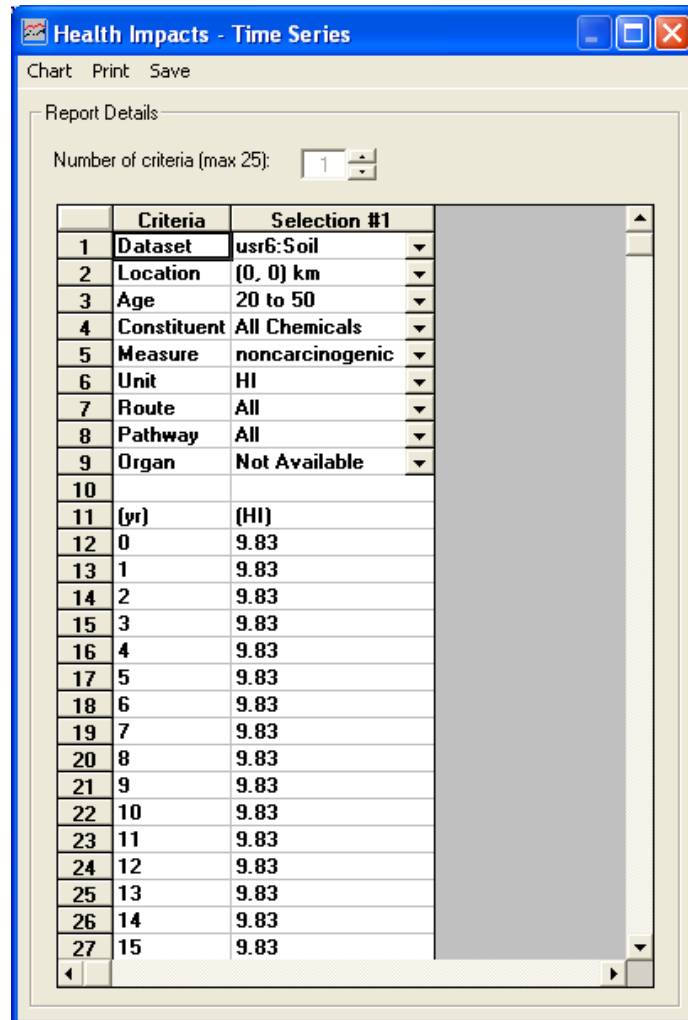 Health Impacts - Time Series
Chart Print Save
Report Details
Number of criteria (max 25): 1
Criteria Selection #1
1 Dataset usr6:Soil
2 Location (0, 0) km
3 Age 20 to 50
4 Constituent All Chemicals
5 Measure noncarcinogenic
6 Unit HI
7 Route All
8 Pathway All
9 Organ Not Available
10
11 (yr) (HI)
12 0 9.83
13 1 9.83
14 2 9.83
15 3 9.83
16 4 9.83
17 5 9.83
18 6 9.83
19 7 9.83
20 8 9.83
21 9 9.83
22 10 9.83
23 11 9.83
24 12 9.83
25 13 9.83
26 14 9.83
27 15 9.83